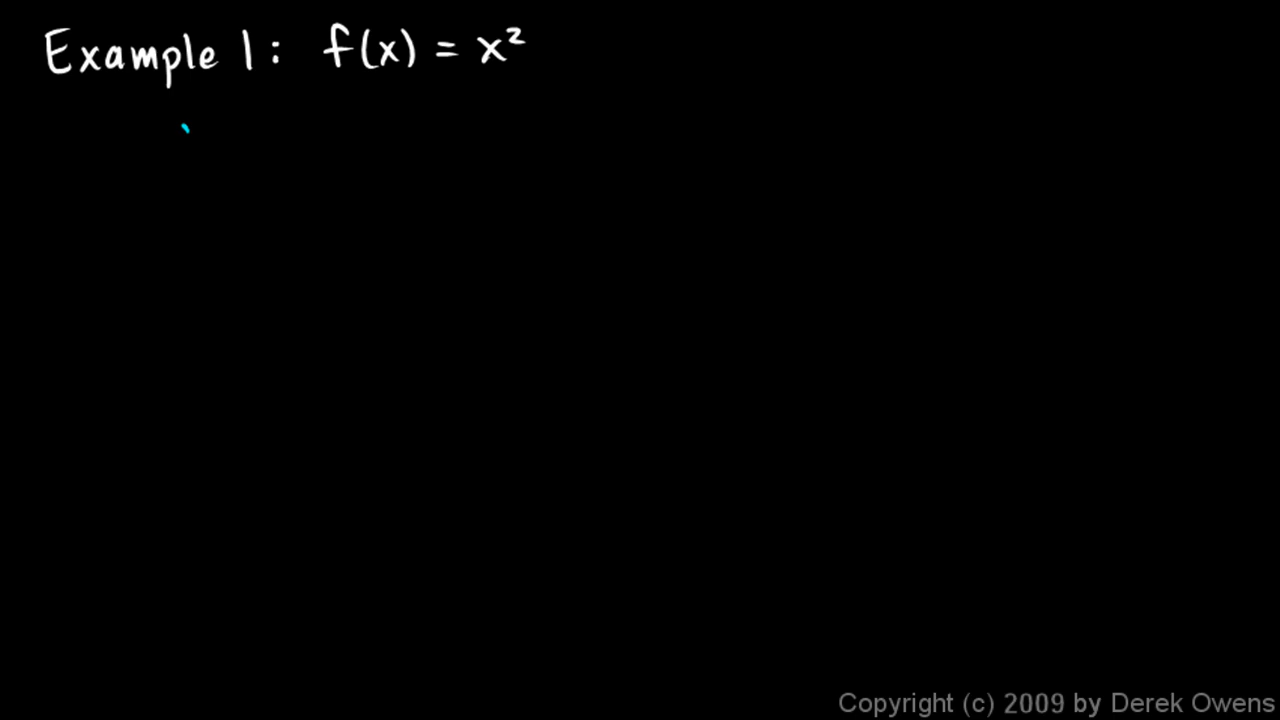 Example 1: f(x) = x²
Copyright (c) 2009 by Derek Owens